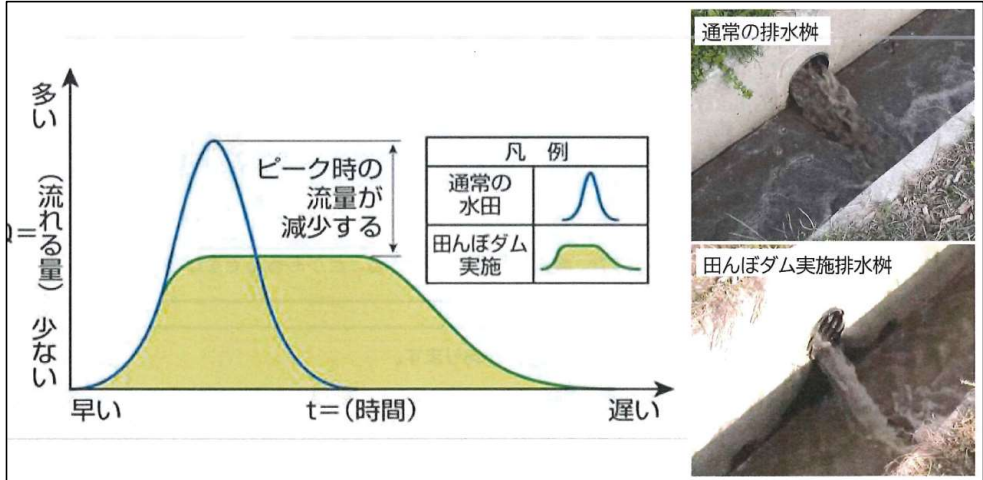 多い
Q=(流れる量)
少ない
ピーク時の
流量が
減少する
凡 例
通常の
水田
田んぼダム
実施
早い
t=(時間)
遅い
通常の排水桝
田んぼダム実施排水桝